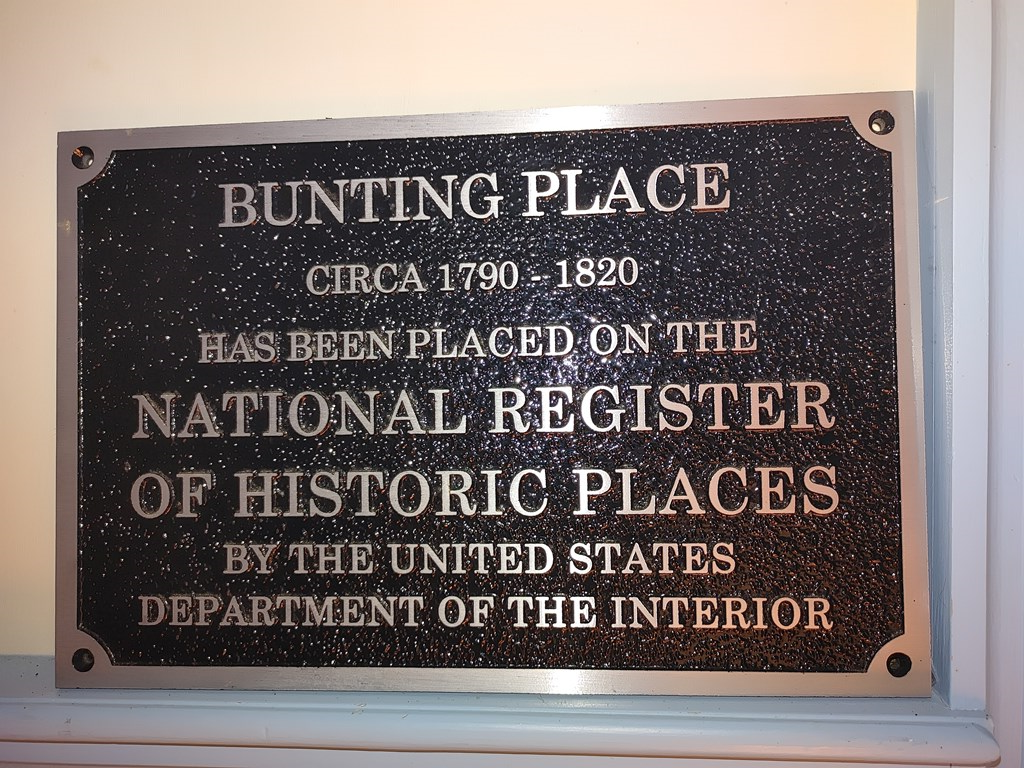 BUNTING PLACE
CIRCA 1790 - 1820
HAS BEEN PLACED ON THE
NATIONAL REGISTER
OF HISTORIC PLACES
BY THE UNITED STATES
DEPARTMENT OF THE INTERIOR